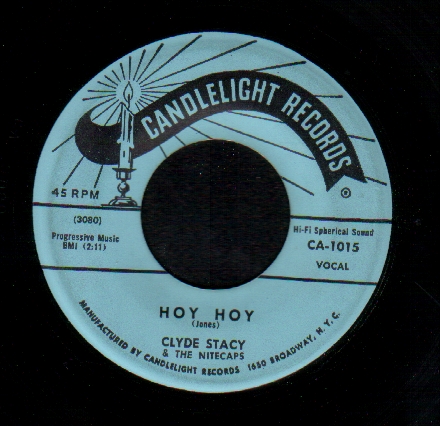 CANDLELIGHT RECORDS
®
45 RPM
(3080)
Progressive Music
BMI (2:11)
Hi-Fi Spherical Sound
CA-1015
VOCAL
HOY HOY
(Jones)
CLYDE STACY
& THE NITECAPS
MANUFACTURED BY CANDLELIGHT RECORDS 1650 BROADWAY, N.Y.C.